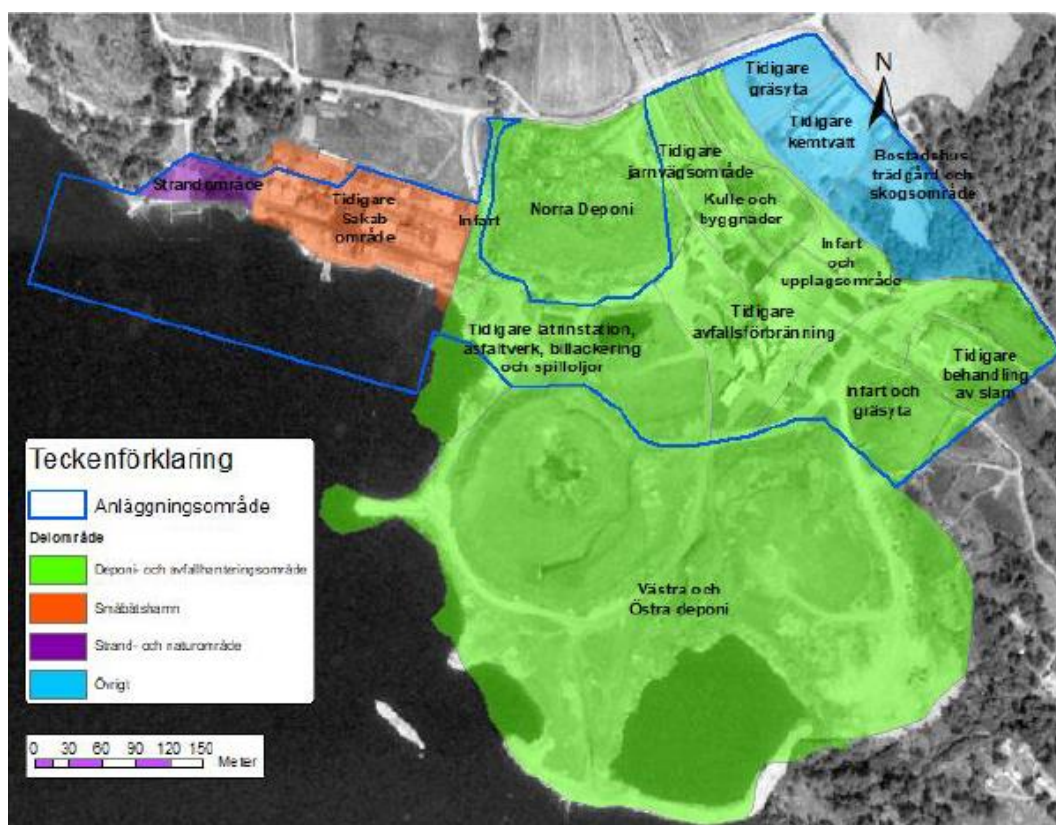 Tidigare
gräsyta
N
Tidigare
kemtvätt
Bostadshus,
trädgård och
skogsområde
Strandområde
Tidigare
Sakab
område
Infart
Norra Deponi
Tidigare
järnvägsområde
Kulle och
byggnader
Infart
och
upplagsområde
Tidigare latrinstation,
asfaltverk, billackering
och spilloljor
Tidigare
avfallsförbränning
Tidigare
behandling
av slam
Infart och
gräsyta
Västra och
Östra deponi
Teckenförklaring
Anläggningsområde
Delområde
Deponi- och avfallhanteringsområde
Småbåtshamn
Strand- och naturområde
Övrigt
0 30 60 90 120 150
Meter